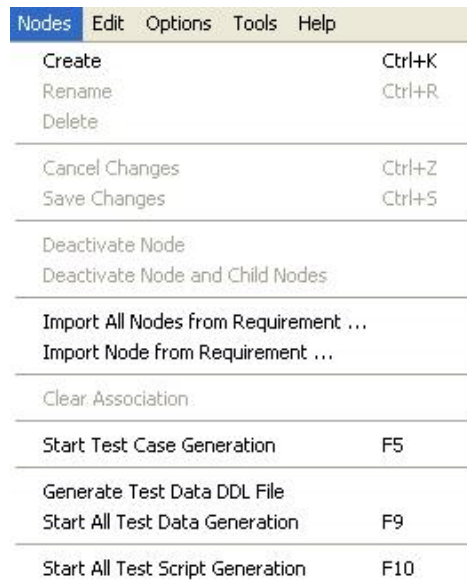 Nodes Edit Options Tools Help
Create Ctrl+K
Rename Ctrl+R
Delete
Cancel Changes Ctrl+Z
Save Changes Ctrl+S
Deactivate Node
Deactivate Node and Child Nodes
Import All Nodes from Requirement ...
Import Node from Requirement ...
Clear Association
Start Test Case Generation F5
Generate Test Data DDL File
Start All Test Data Generation F9
Start All Test Script Generation F10